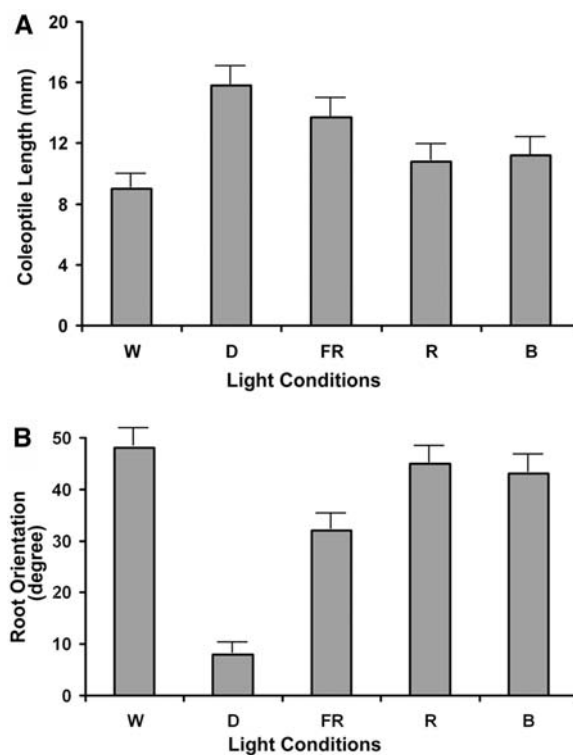 A
Coleoptile Length (mm)
20
16
12
8
4
0
W D FR R B
Light Conditions
B
Root Orientation
(degree)
50
40
30
20
10
0
W D FR R B
Light Conditions